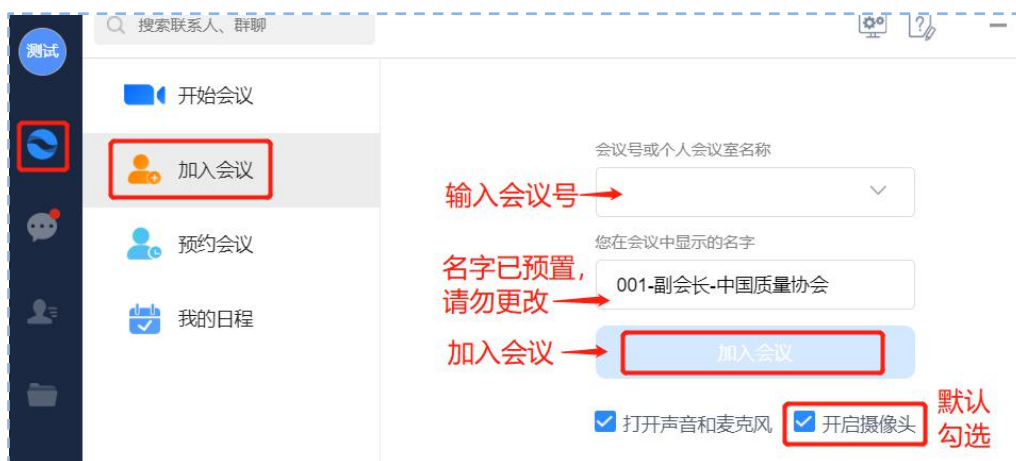 测试
搜索联系人、群聊
开始会议
加入会议
预约会议
我的日程
会议号或个人会议室名称
输入会议号
您在会议中显示的名字
名字已预置，
请勿更改
001-副会长-中国质量协会
加入会议
加入会议
打开声音和麦克风
开启摄像头
默认
勾选